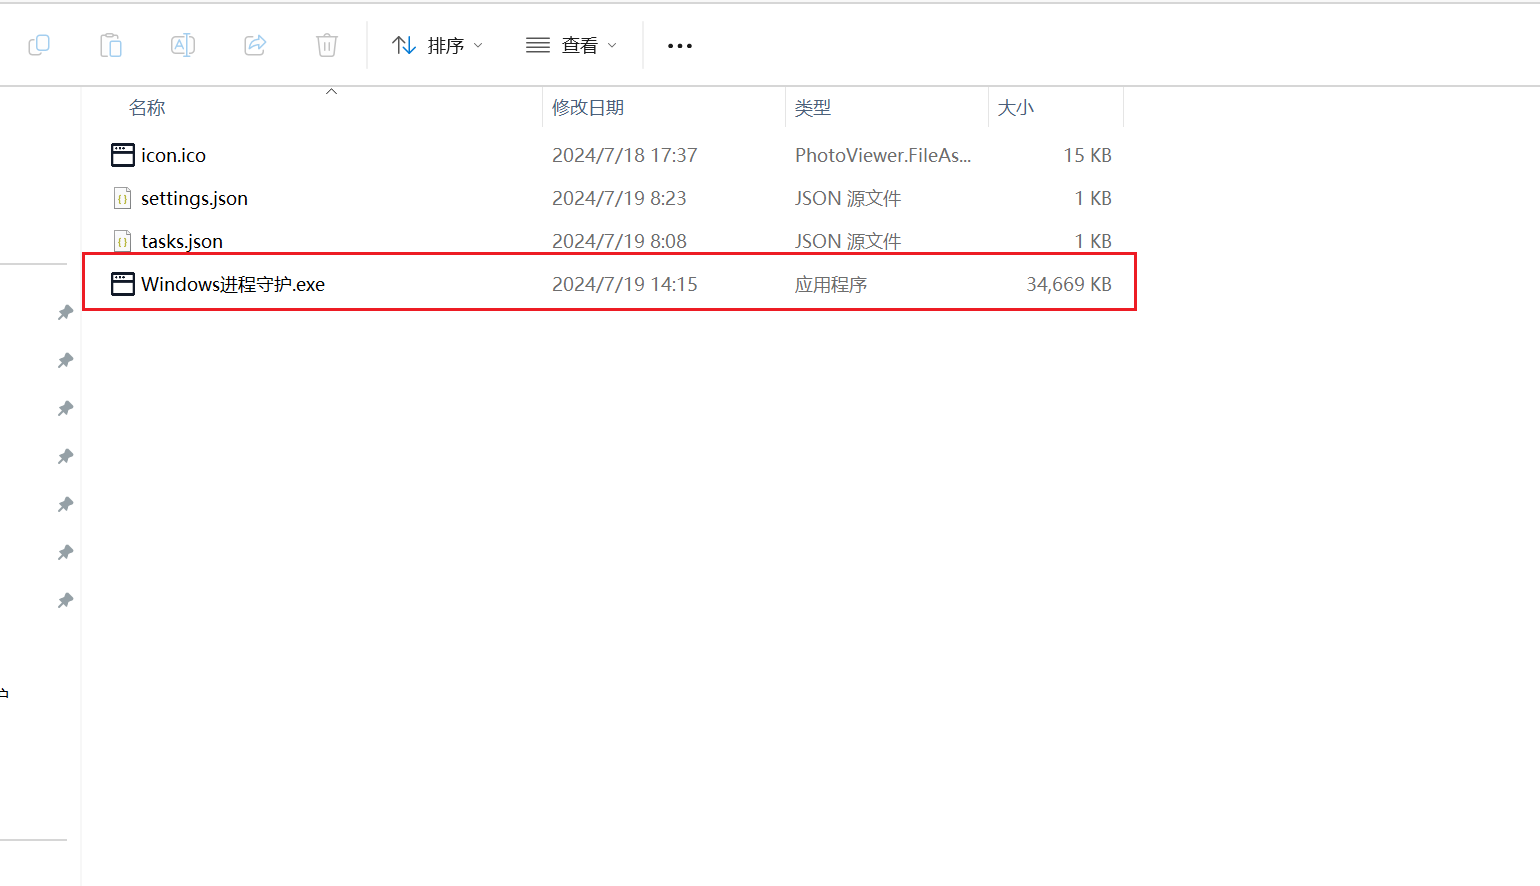 排序 查看
名称 修改日期 类型 大小
icon.ico 2024/7/18 17:37 PhotoViewer.FileAs... 15 KB
settings.json 2024/7/19 8:23 JSON 源文件 1 KB
tasks.json 2024/7/19 8:08 JSON 源文件 1 KB
Windows进程守护.exe 2024/7/19 14:15 应用程序 34,669 KB